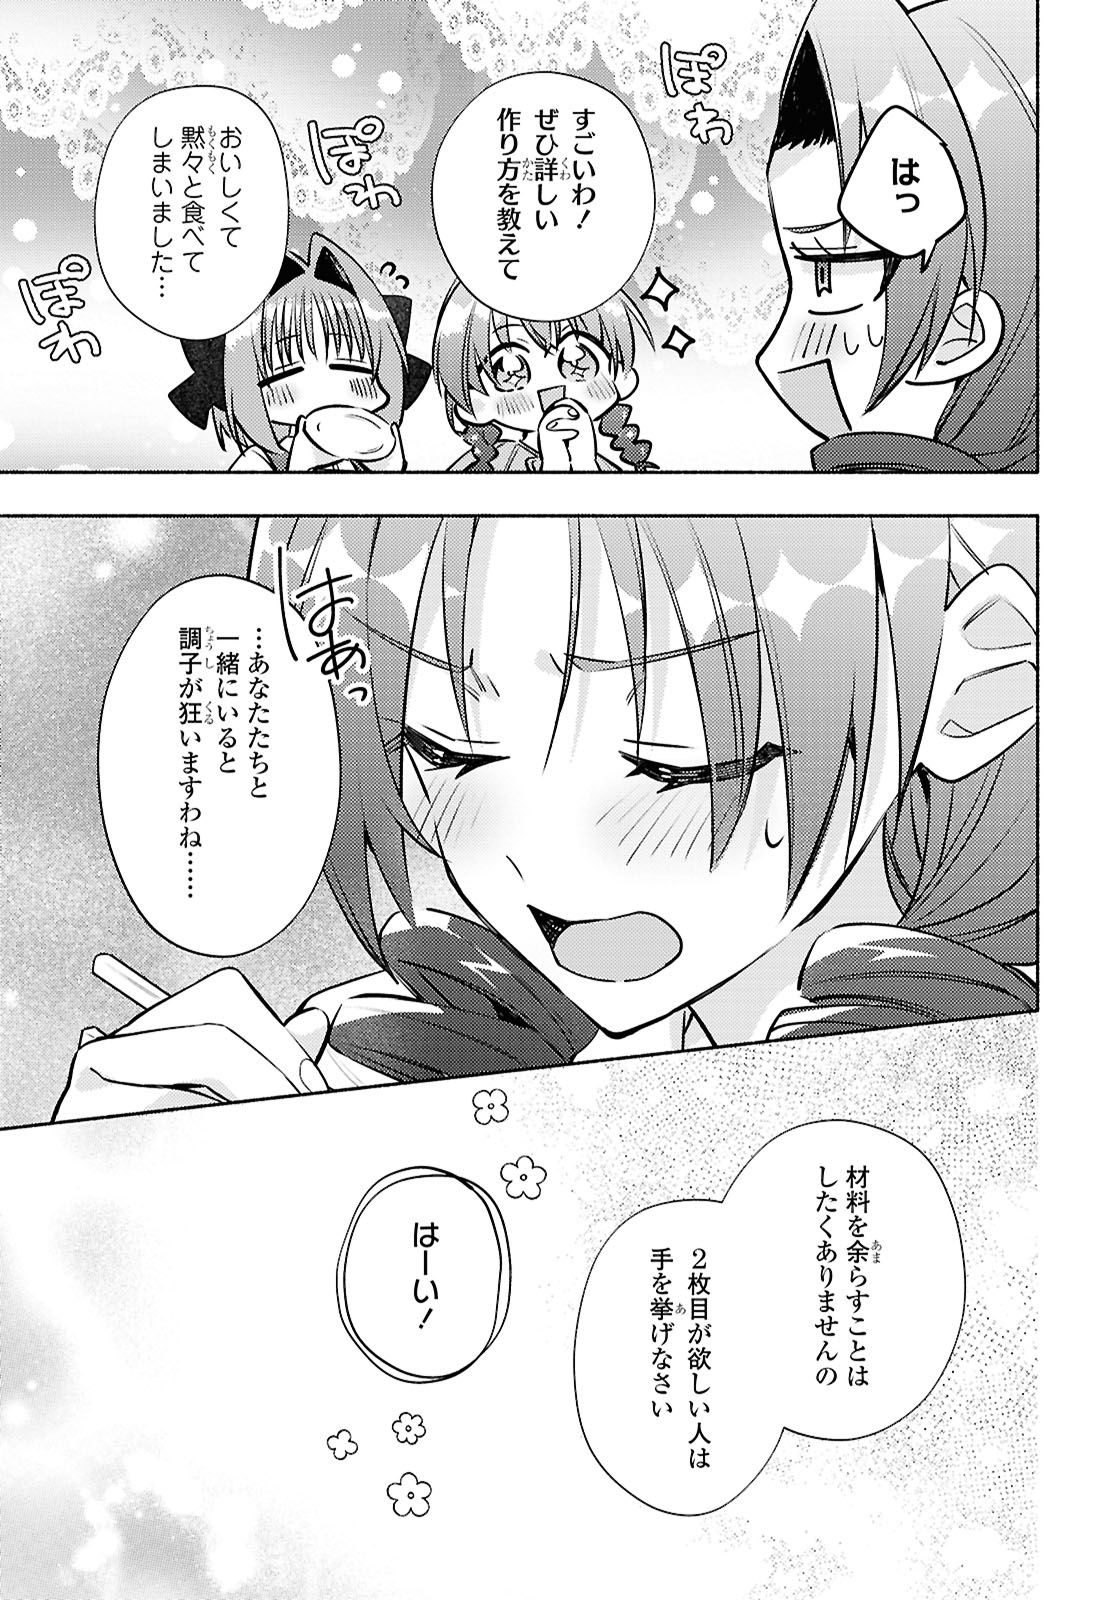 はっ
ぽわ
すごいわ!
ぜひ詳しい
作り方を教えて
ぽわ
おいしくて
黙々と食べて
しまいました…
ぽわ
はあっ
…あなたたちと
一緒にいると
調子が狂いますわね……
材料を余らすことは
したくありませんの
2枚目が欲しい人は
手を挙げなさい
はーい!